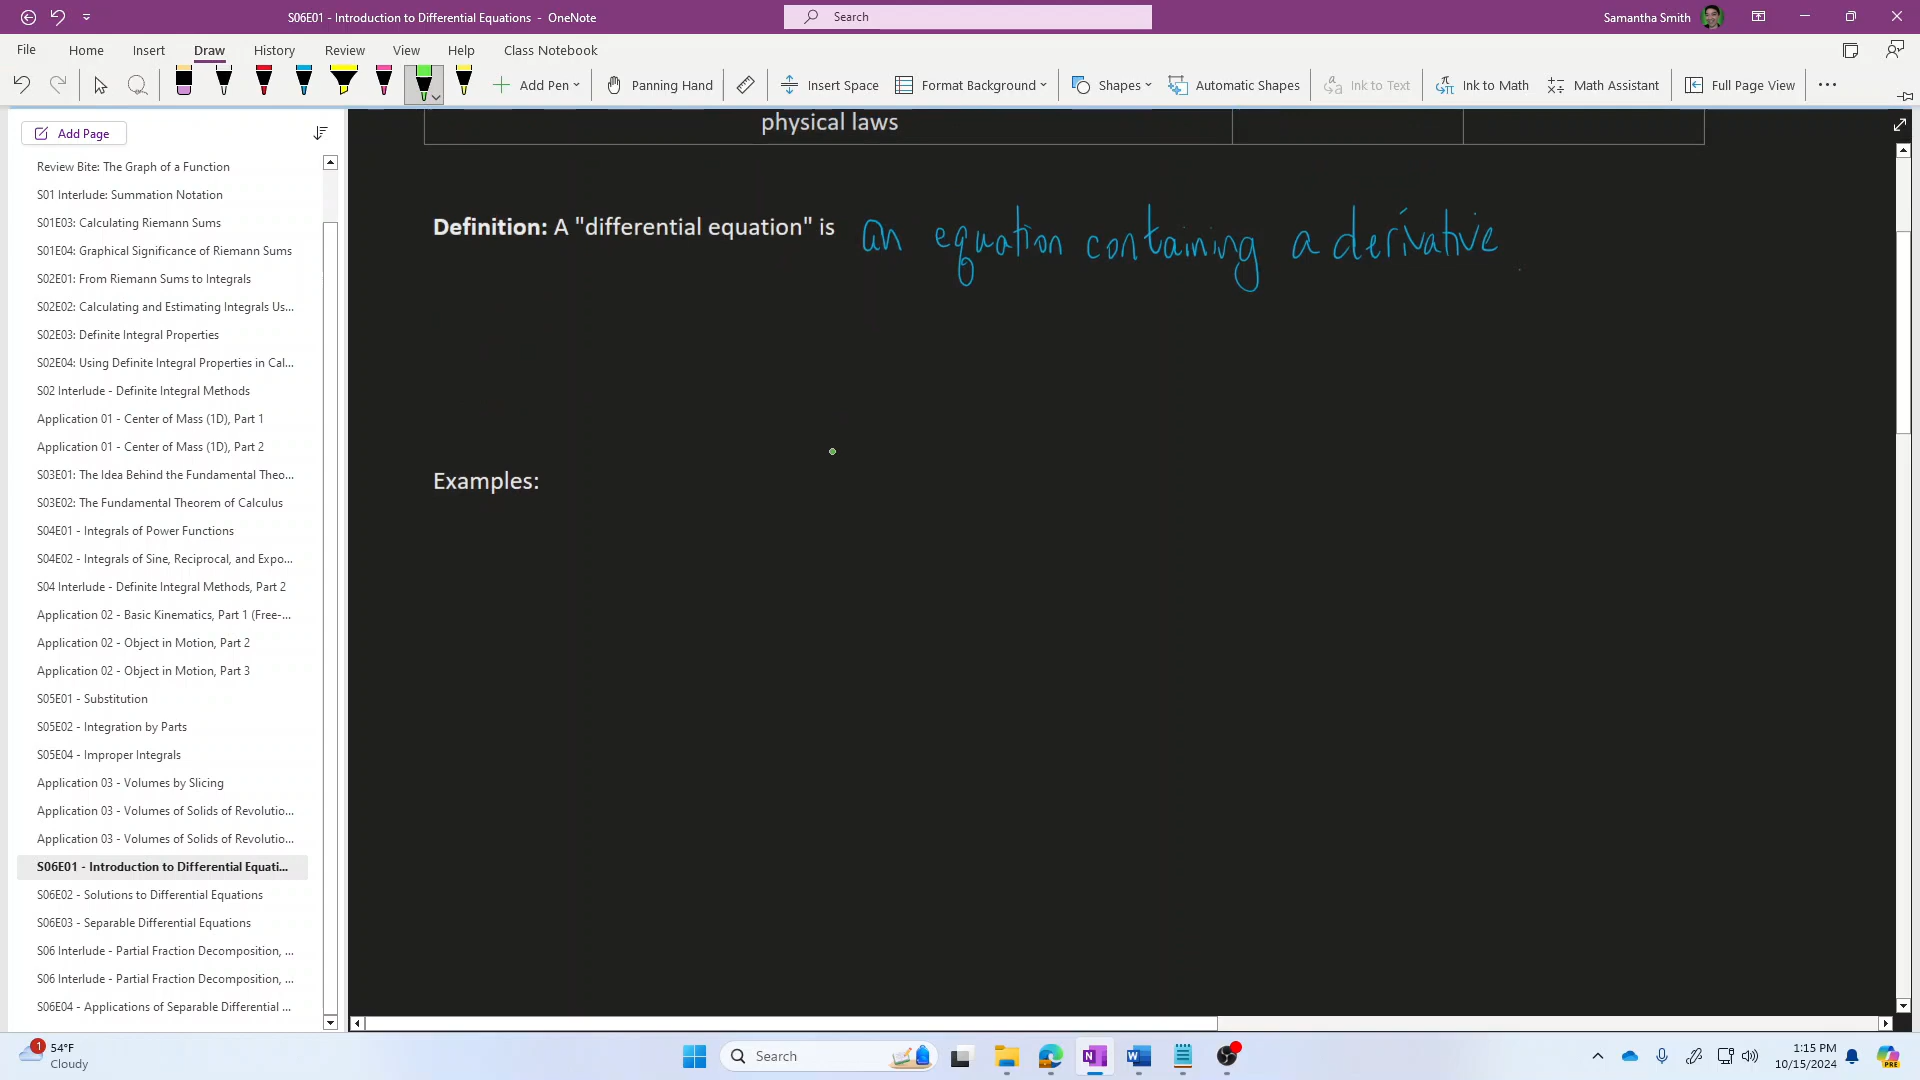 S06E01 - Introduction to Differential Equations - OneNote
Search
Samantha Smith
File Home Insert Draw History Review View Help Class Notebook
Add Pen Panning Hand Insert Space Format Background Shapes Automatic Shapes Ink to Text Ink to Math Math Assistant Full Page View
Add Page
Review Bite: The Graph of a Function
S01 Interlude: Summation Notation
S01E03: Calculating Riemann Sums
S01E04: Graphical Significance of Riemann Sums
S02E01: From Riemann Sums to Integrals
S02E02: Calculating and Estimating Integrals Us...
S02E03: Definite Integral Properties
S02E04: Using Definite Integral Properties in Cal...
S02 Interlude - Definite Integral Methods
Application 01 - Center of Mass (1D), Part 1
Application 01 - Center of Mass (1D), Part 2
S03E01: The Idea Behind the Fundamental Theo...
S03E02: The Fundamental Theorem of Calculus
S04E01 - Integrals of Power Functions
S04E02 - Integrals of Sine, Reciprocal, and Expo...
S04 Interlude - Definite Integral Methods, Part 2
Application 02 - Basic Kinematics, Part 1 (Free-...
Application 02 - Object in Motion, Part 2
Application 02 - Object in Motion, Part 3
S05E01 - Substitution
S05E02 - Integration by Parts
S05E04 - Improper Integrals
Application 03 - Volumes by Slicing
Application 03 - Volumes of Solids of Revolutio...
Application 03 - Volumes of Solids of Revolutio...
S06E01 - Introduction to Differential Equati...
S06E02 - Solutions to Differential Equations
S06E03 - Separable Differential Equations
S06 Interlude - Partial Fraction Decomposition, ...
S06 Interlude - Partial Fraction Decomposition, ...
S06E04 - Applications of Separable Differential ...
physical laws
Definition: A "differential equation" is an equation containing a derivative
Examples:
1
54°F
Cloudy
Search
1:15 PM
10/15/2024
PRE